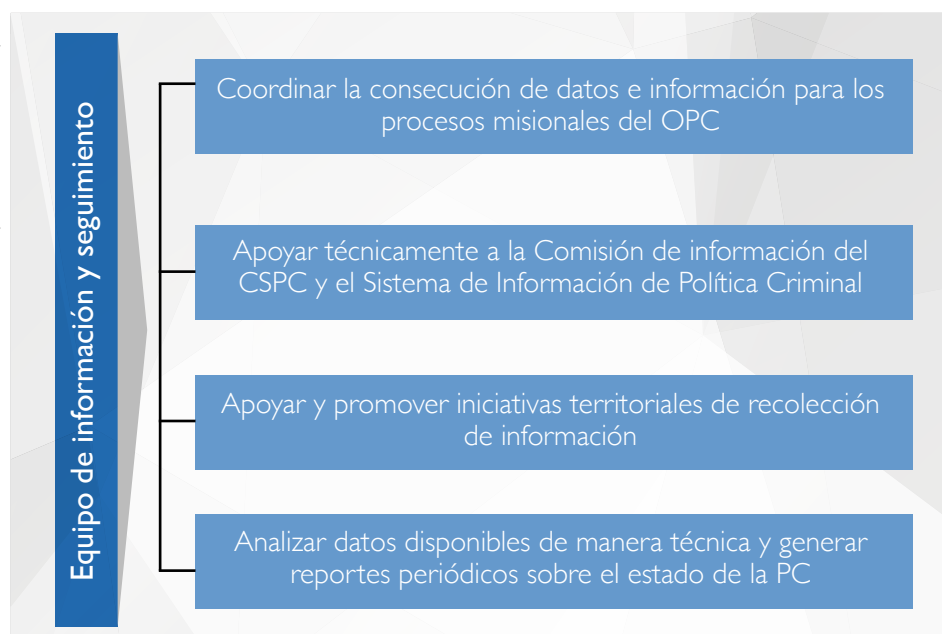 Equipo de información y seguimiento
Coordinar la consecución de datos e información para los
procesos misionales del OPC
Apoyar técnicamente a la Comisión de información del
CSPC y el Sistema de Información de Política Criminal
Apoyar y promover iniciativas territoriales de recolección
de información
Analizar datos disponibles de manera técnica y generar
reportes periódicos sobre el estado de la PC